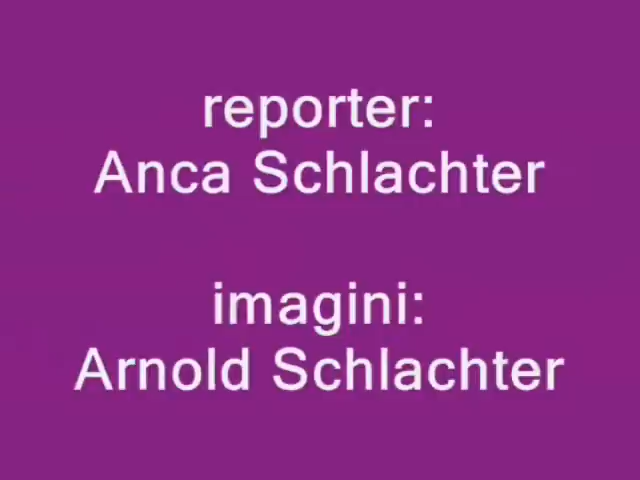 reporter:
Anca Schlachter
imagini:
Arnold Schlachter